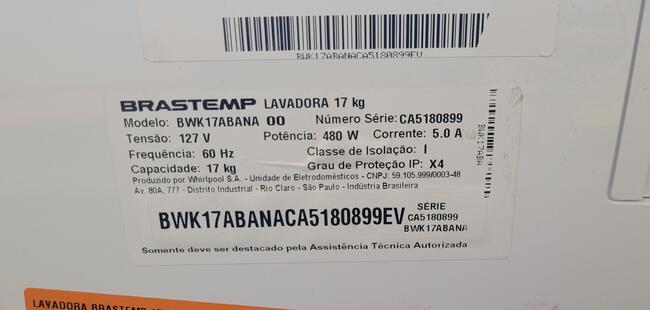 BWK17ABANACA5180899EV
BRASTEMP LAVADORA 17 kg
Modelo: BWK17ABANA 00 Número Série: CA5180899
Tensão: 127 V Potência: 480 W Corrente: 5.0 A
Frequência: 60 Hz Classe de Isolação: I
Capacidade: 17 kg Grau de Proteção IP: X4
Produzido por Whirlpool S.A. - Unidade de Eletrodomésticos - CNPJ: 59.105.999/0003-48
Av. 80A, 777 - Distrito Industrial - Rio Claro - São Paulo - Indústria Brasileira
BWK17ABANACA5180899EV
SÉRIE
CA5180899
BWK17ABANA
Somente deve ser destacado pela Assistência Técnica Autorizada
BWK17ABA
LAVADORA BRASTEMP